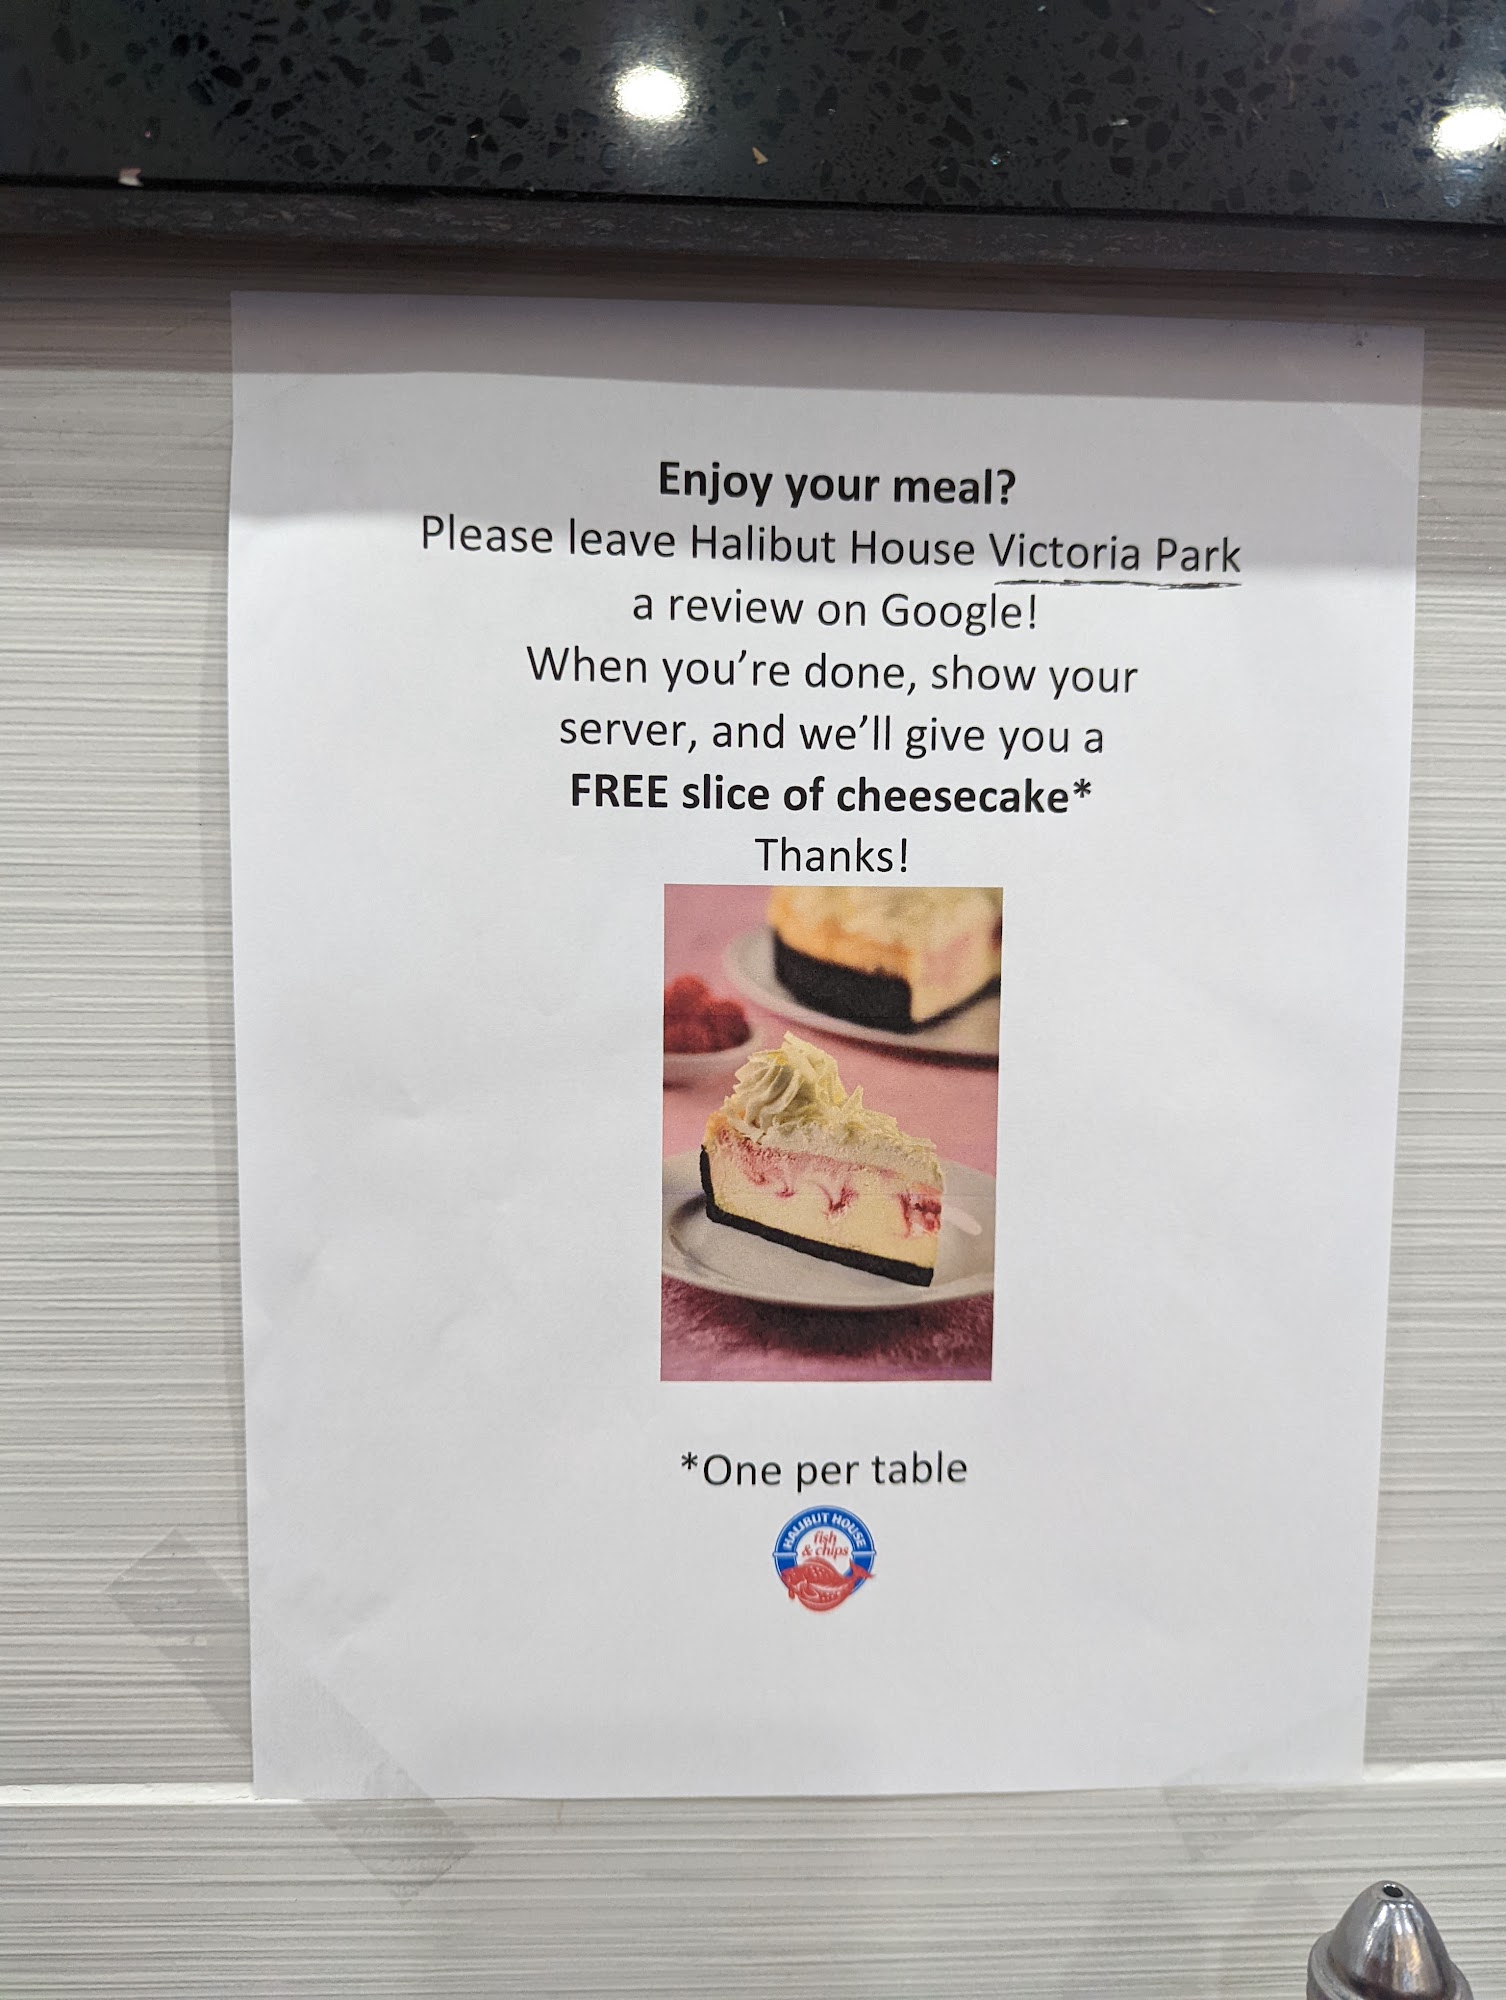 Enjoy your meal?
Please leave Halibut House Victoria Park
a review on Google!
When you're done, show your
server, and we'll give you a
FREE slice of cheesecake*
Thanks!
*One per table
HALIBUT HOUSE
fish
& chips